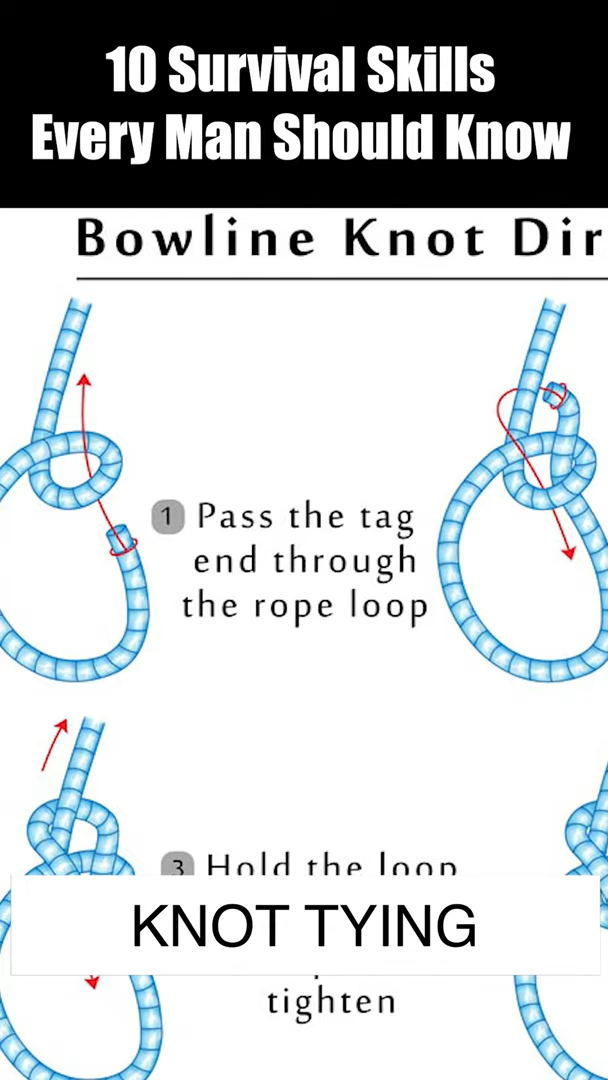 10 Survival Skills
Every Man Should Know
Bowline Knot Dir
1 Pass the tag
end through
the rope loop
3 Hold the loop
KNOT TYING
tighten